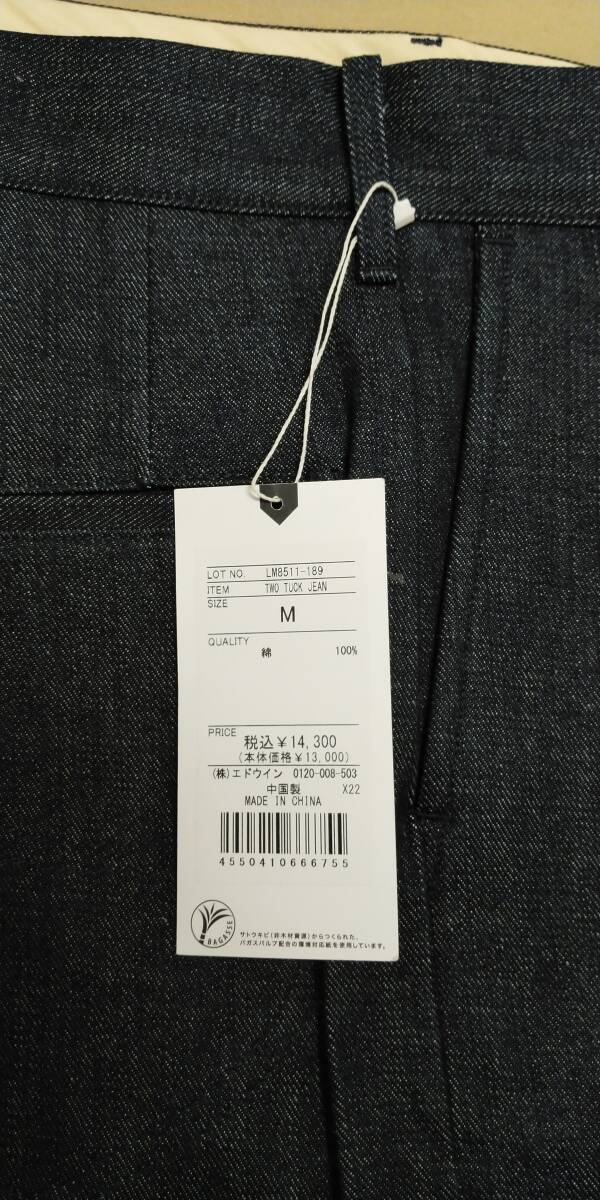 LOT NO. LM8511-189
ITEM TWO TUCK JEAN
SIZE
M
QUALITY
綿 100%
PRICE
税込¥14,300
(本体価格¥13,000)
(株)エドウイン 0120-008-503
中国製 X22
MADE IN CHINA
4550410666755
BAGASSE
サトウキビ(非木材資源)からつくられた、
バガスパルプ配合の環境対応紙を使用しています。